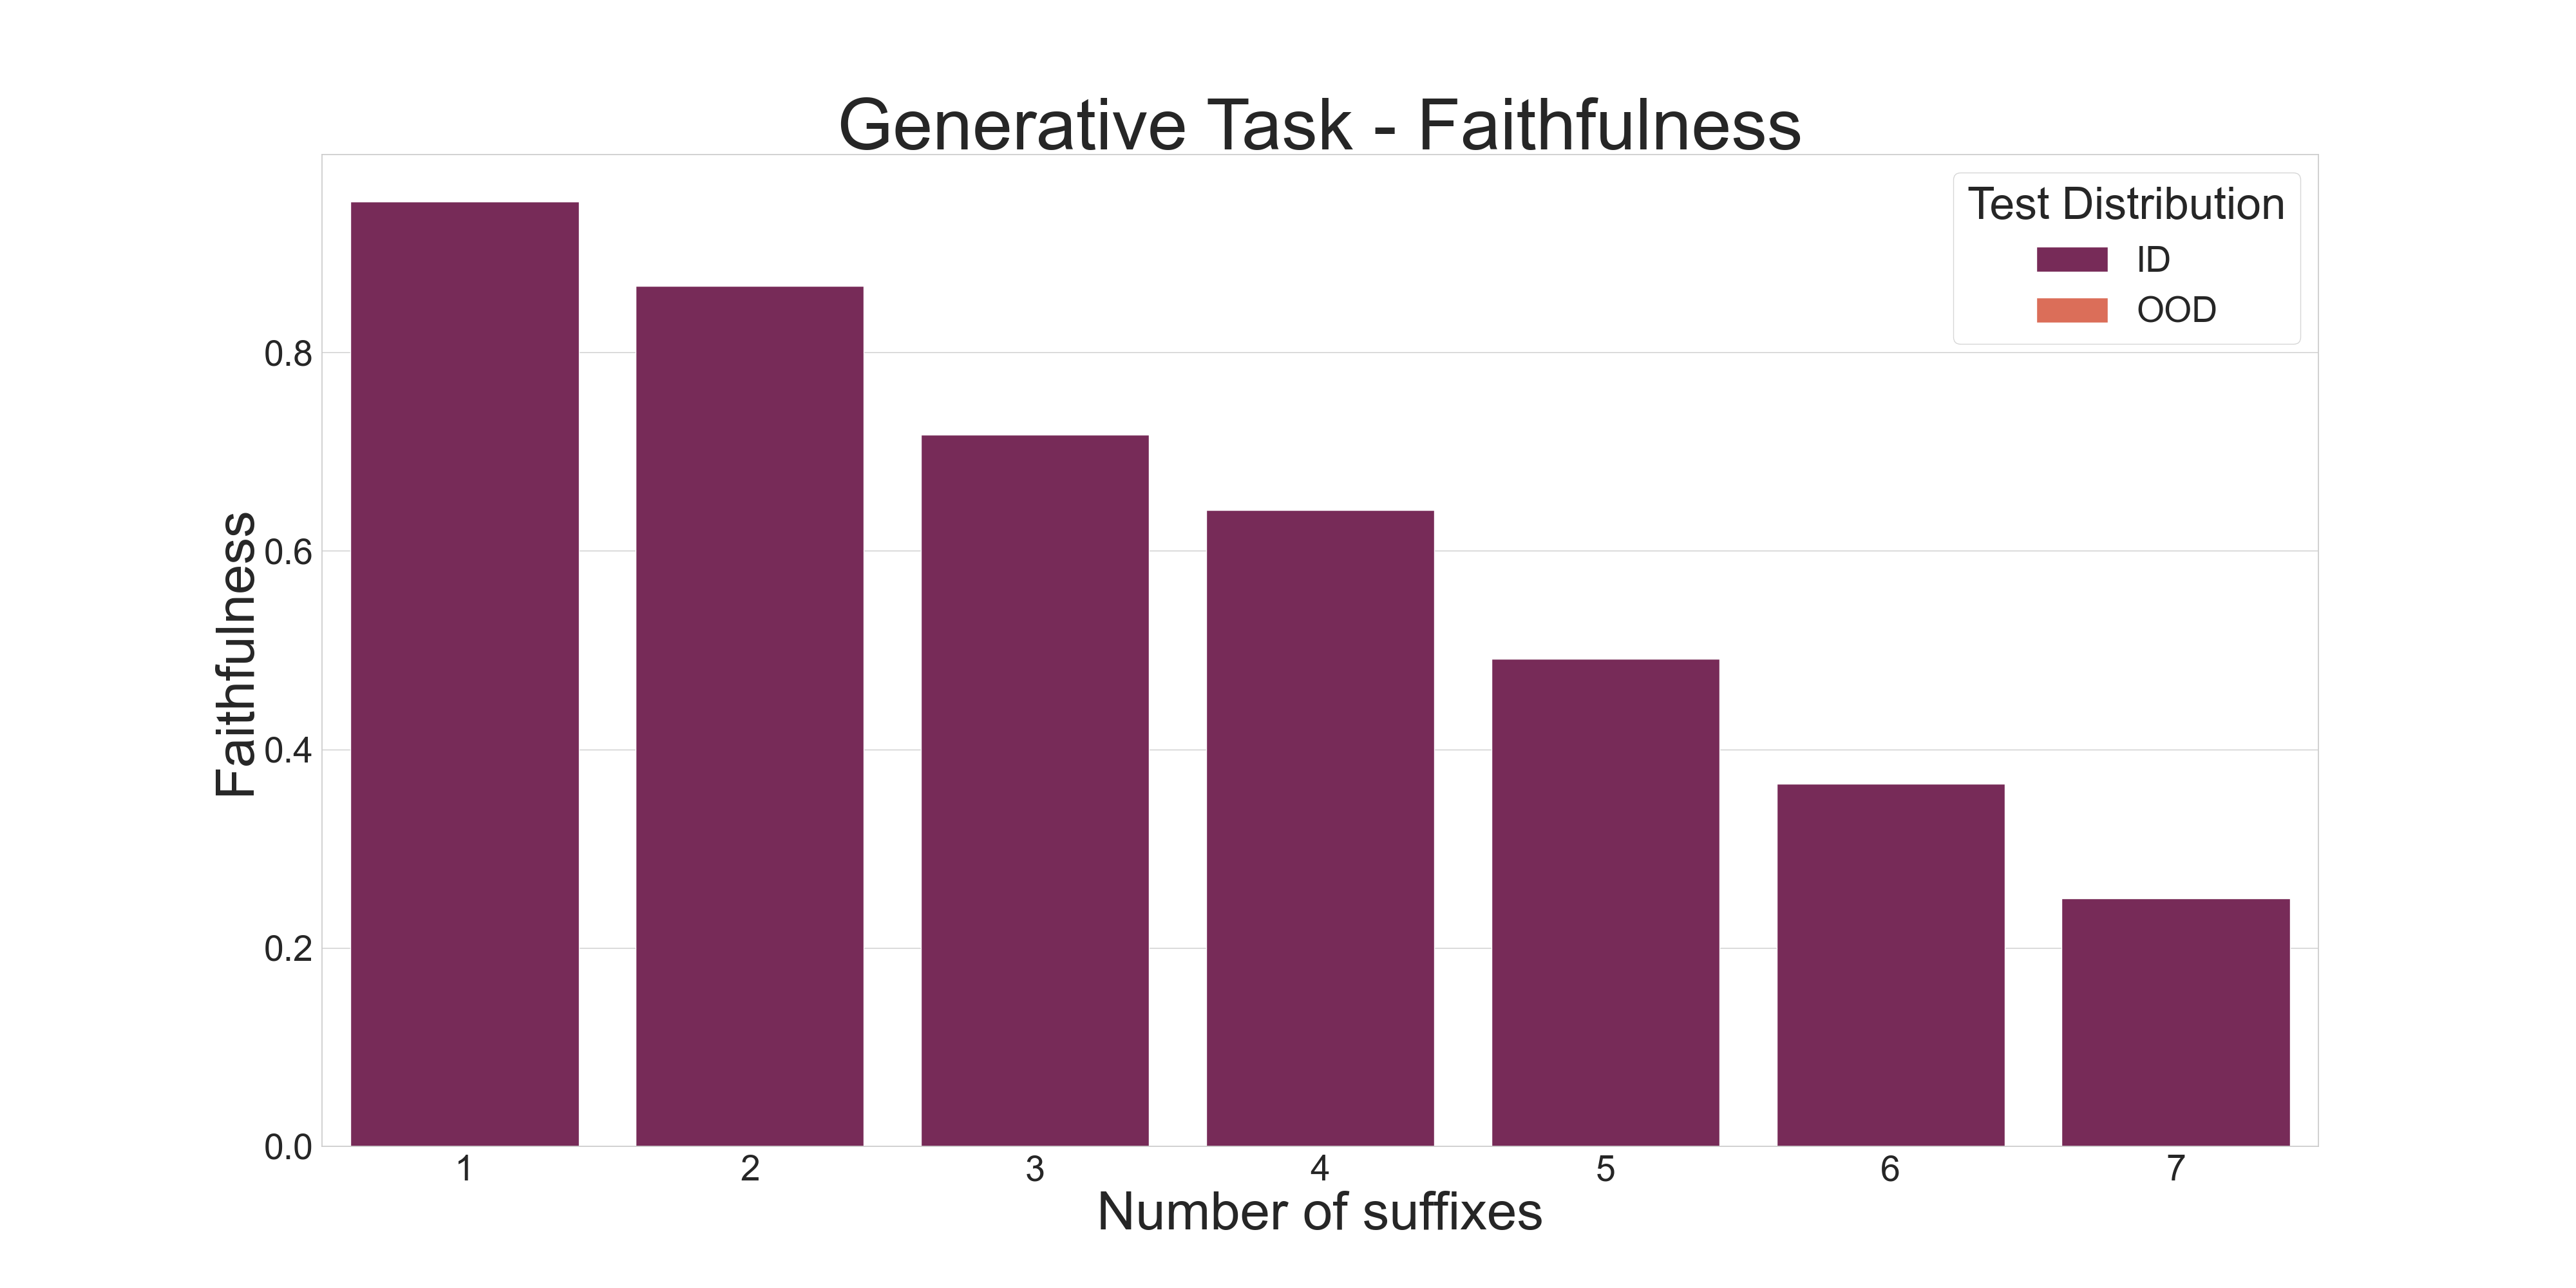 Generative Task - Faithfulness
Test Distribution
ID
OOD
Faithfulness
0.8
0.6
0.4
0.2
0.0
1 2 3 4 5 6 7
Number of suffixes